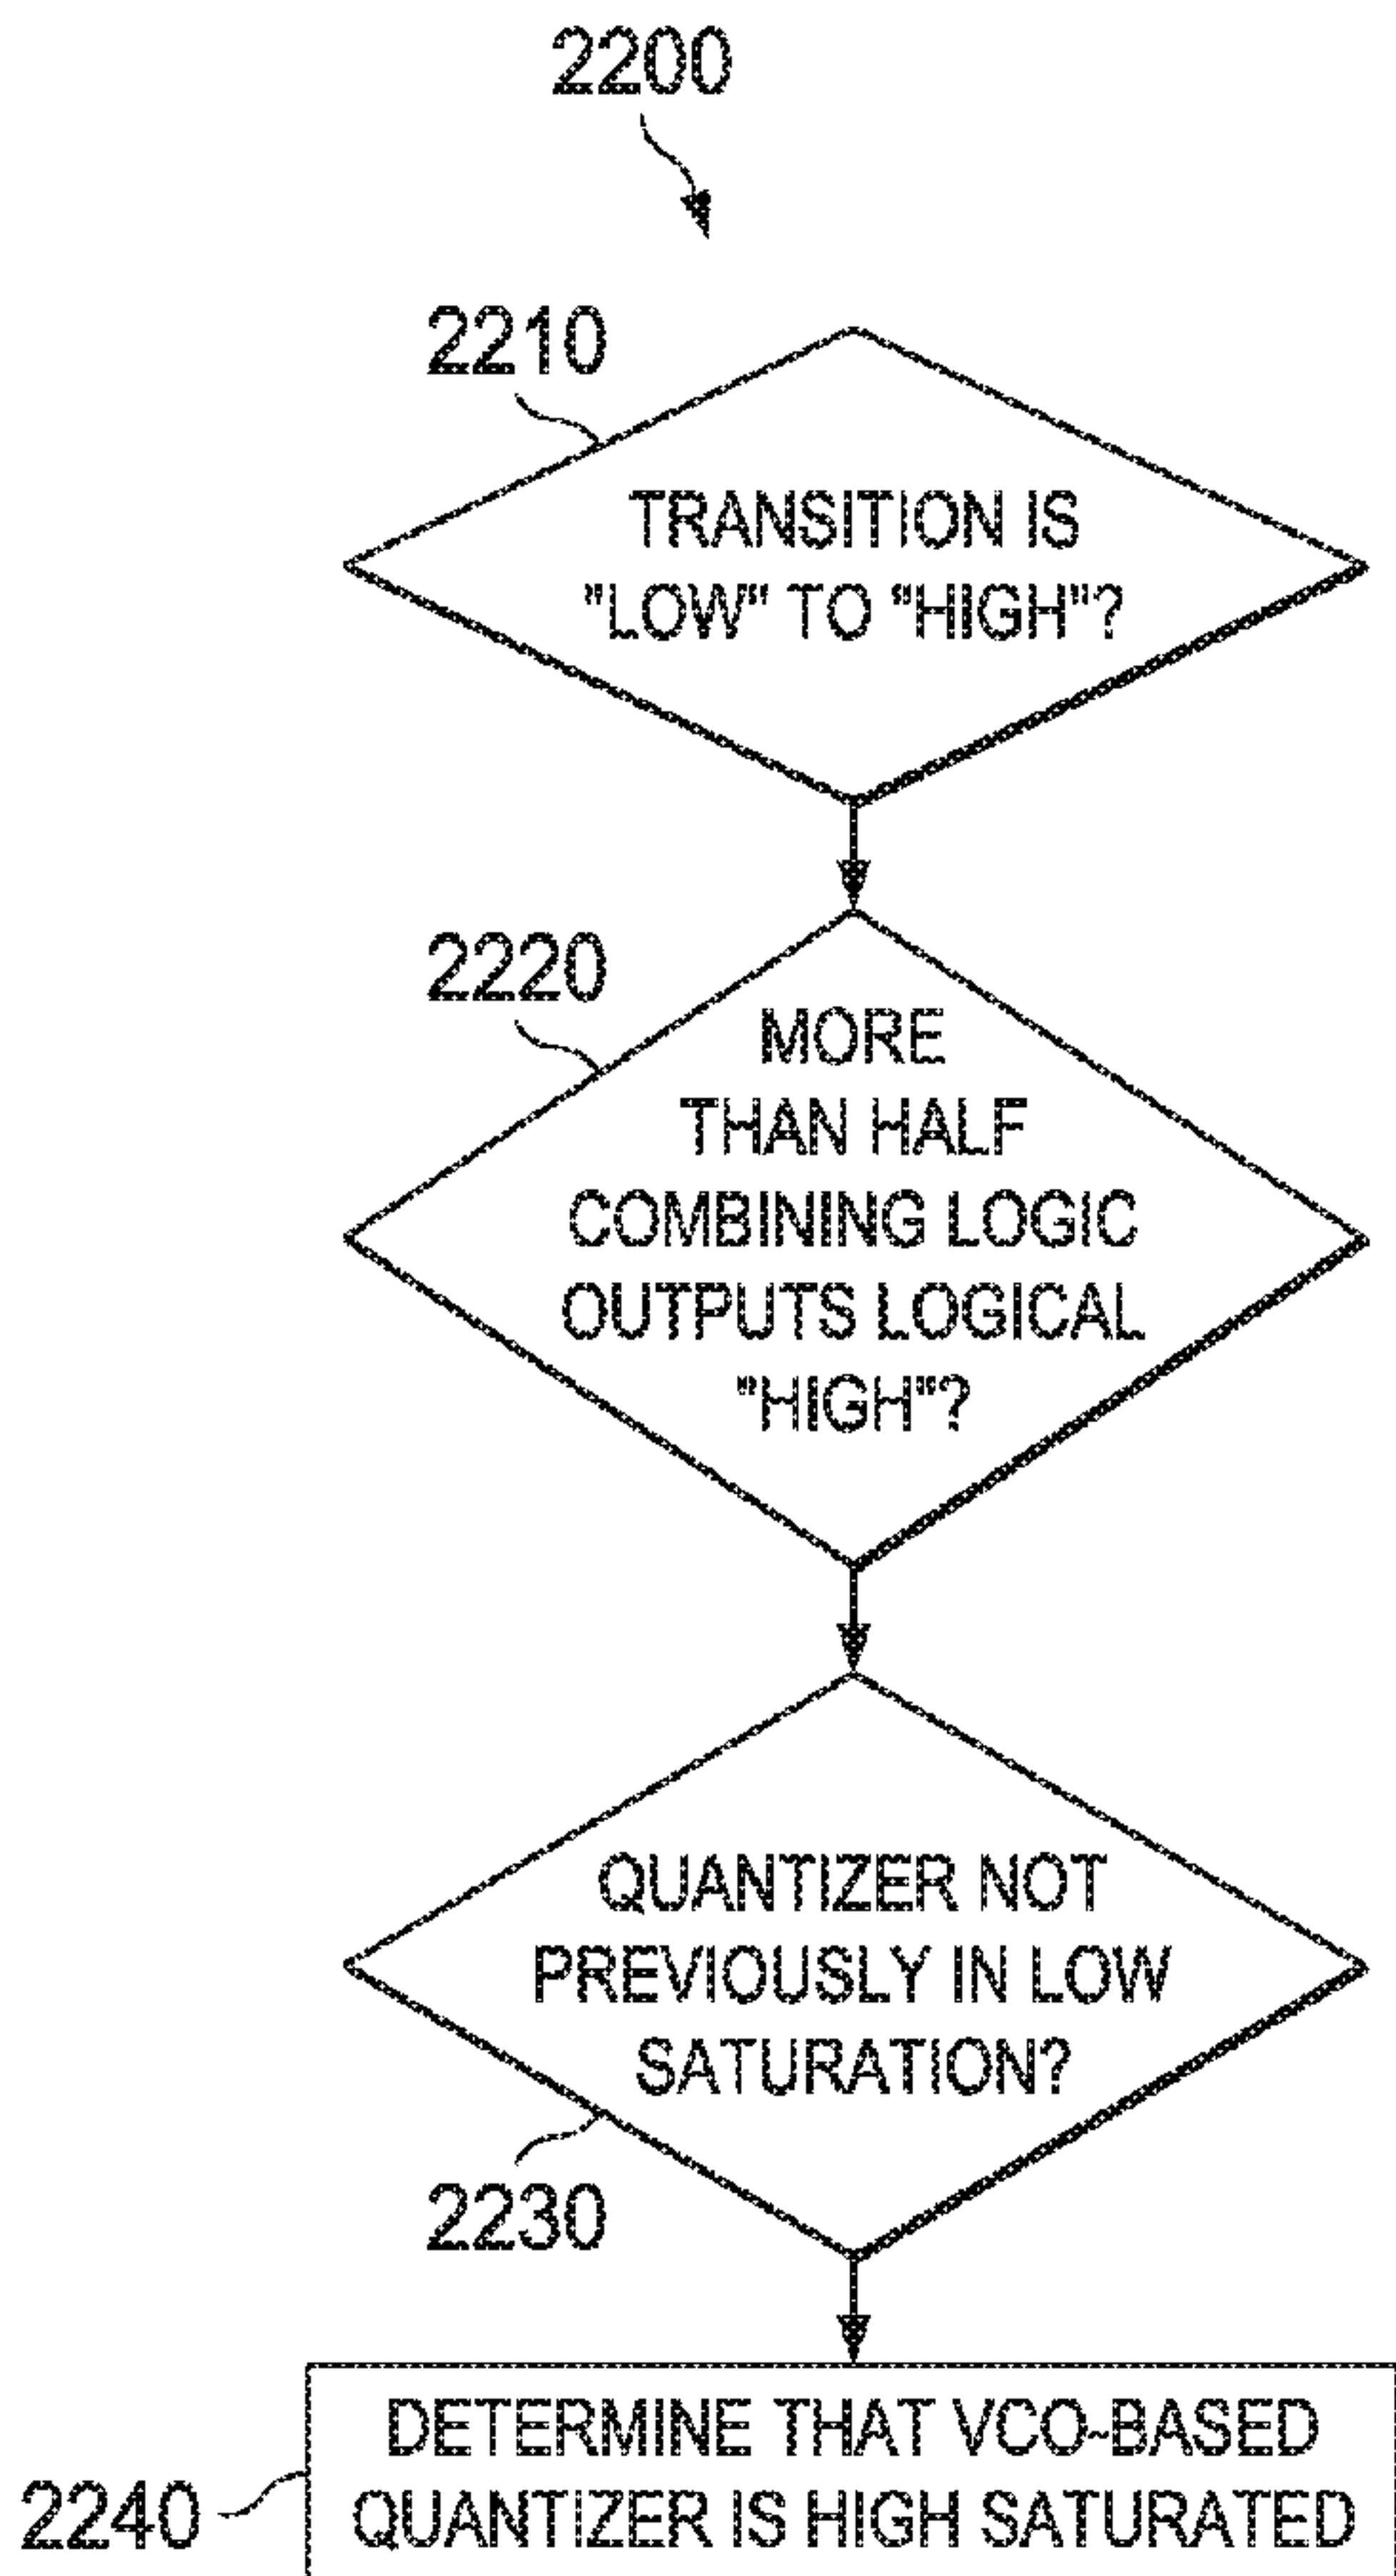 2200
2210
TRANSITION IS
"LOW" TO "HIGH"?
2220
MORE
THAN HALF
COMBINING LOGIC
OUTPUTS LOGICAL
"HIGH"?
QUANTIZER NOT
PREVIOUSLY IN LOW
SATURATION?
2230
DETERMINE THAT VCO-BASED
QUANTIZER IS HIGH SATURATED
2240